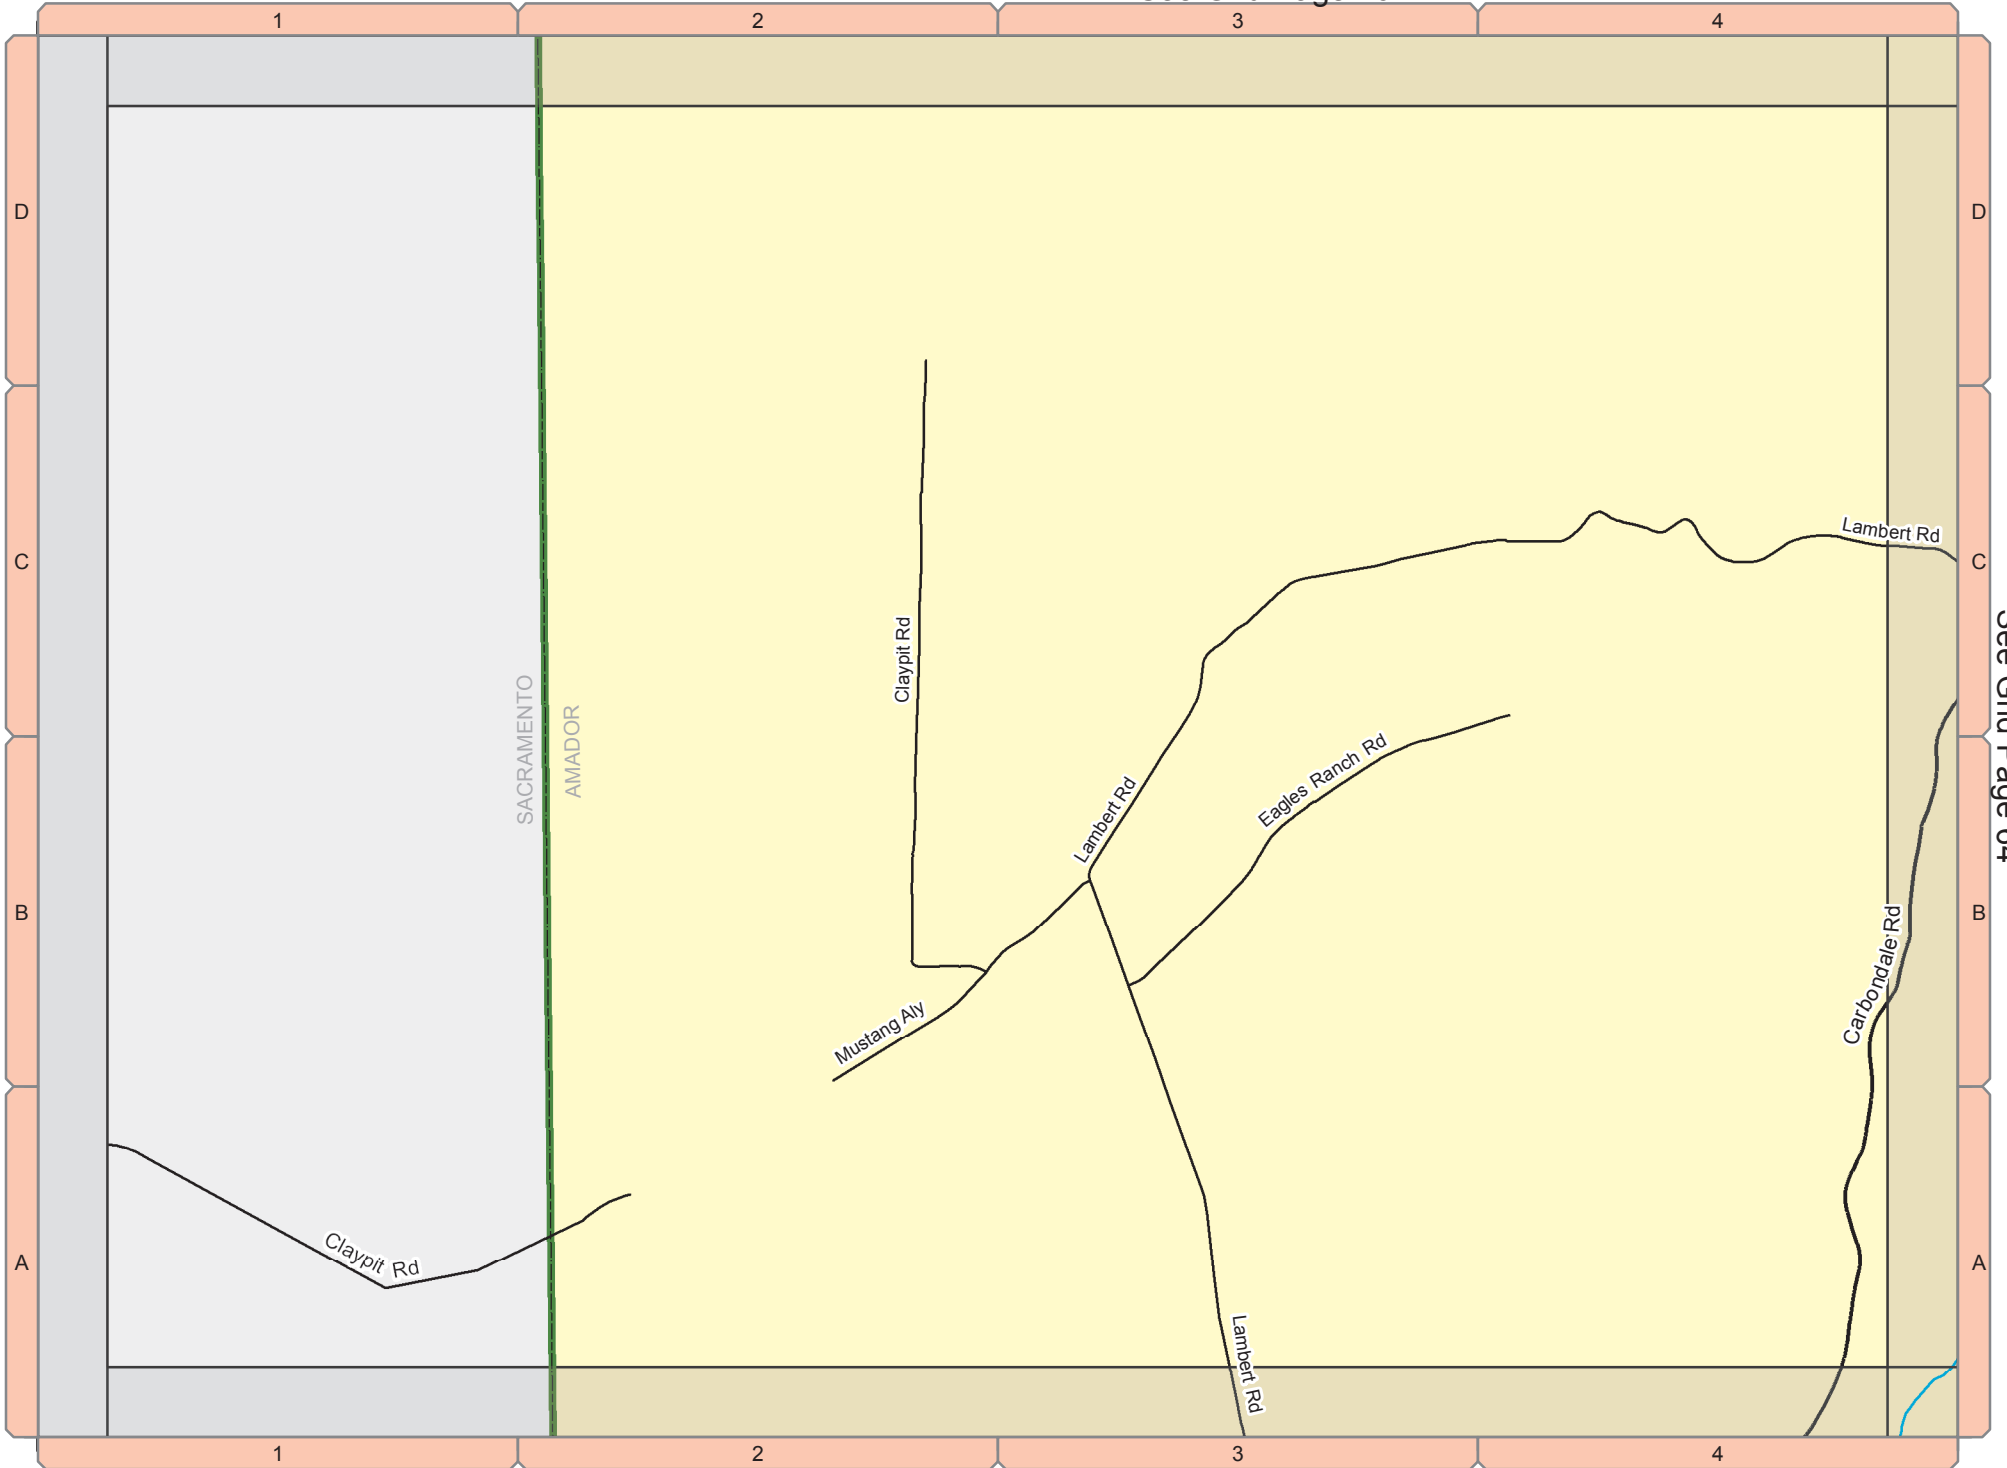 1 2 3 4
D D
Lambert Rd
C C
Claypit Rd
SACRAMENTO
AMADOR
Eagles Ranch Rd
Lambert Rd
B B
Carbondale Rd
Mustang Aly
Claypit Rd
A A
Lambert Rd
1 2 3 4